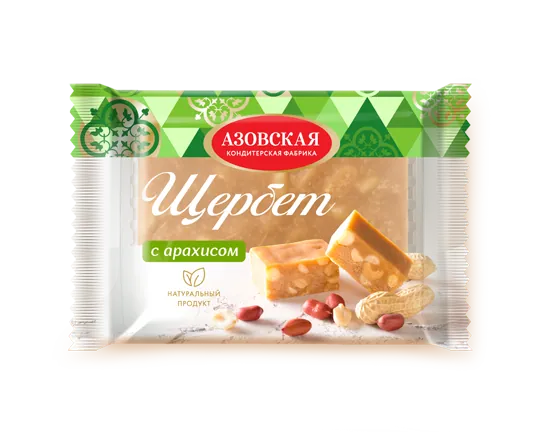 АЗОВСКАЯ
КОНДИТЕРСКАЯ ФАБРИКА
Щербет
с арахисом
НАТУРАЛЬНЫЙ
ПРОДУКТ